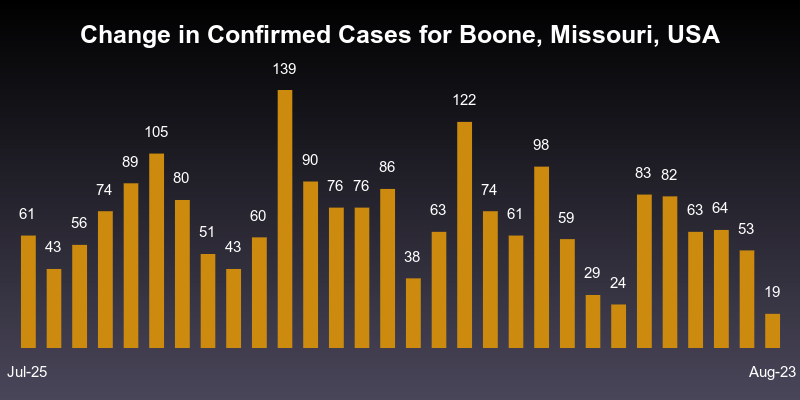 Change in Confirmed Cases for Boone, Missouri, USA
61 43 56 74 89 105 80 51 43 60 139 90 76 76 86 38 63 122 74 61 98 59 29 24 83 82 63 64 53 19
Jul-25 Aug-23